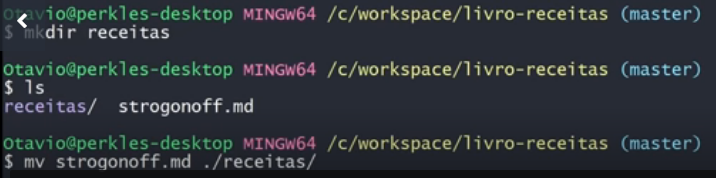 Otavio@perkles-desktop MINGW64 /c/workspace/livro-receitas (master)
$ mkdir receitas
Otavio@perkles-desktop MINGW64 /c/workspace/livro-receitas (master)
$ ls
receitas/  strogonoff.md
Otavio@perkles-desktop MINGW64 /c/workspace/livro-receitas (master)
$ mv strogonoff.md ./receitas/